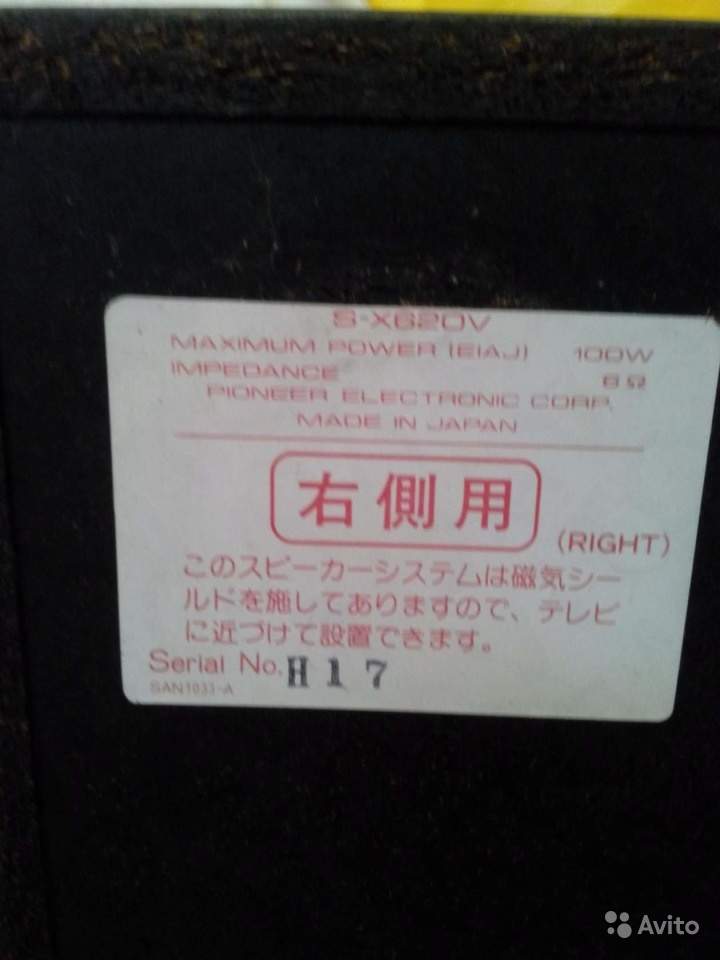 S-X620V
MAXIMUM POWER (EIAJ) 100W
IMPEDANCE 6 Ω
PIONEER ELECTRONIC CORP.
MADE IN JAPAN
右側用
(RIGHT)
このスピーカーシステムは磁気シー
ルドを施してありますので、テレビ
に近づけて設置できます。
Serial No. H17
SAN1033-A
Avito